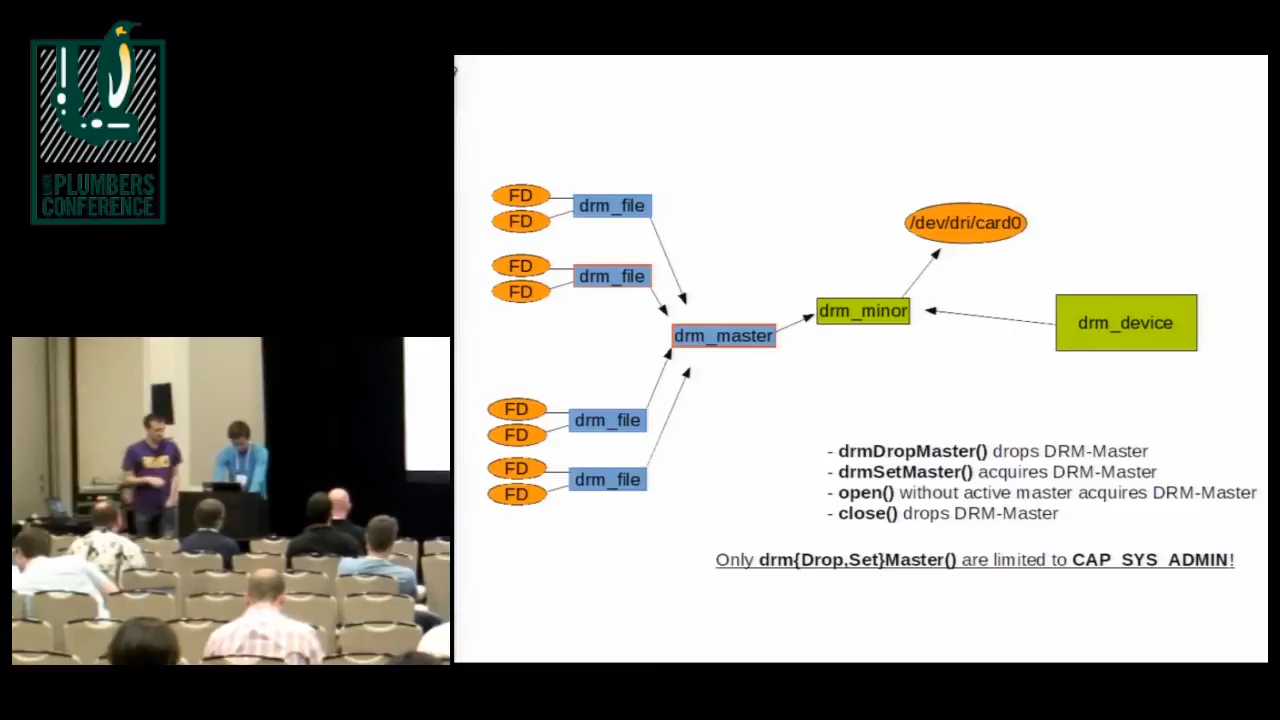 LINUX
PLUMBERS
CONFERENCE
FD
FD
drm_file
FD
FD
drm_file
/dev/dri/card0
drm_master
drm_minor
drm_device
FD
FD
drm_file
FD
FD
drm_file
- drmDropMaster() drops DRM-Master
- drmSetMaster() acquires DRM-Master
- open() without active master acquires DRM-Master
- close() drops DRM-Master
Only drm{Drop,Set}Master() are limited to CAP_SYS_ADMIN!